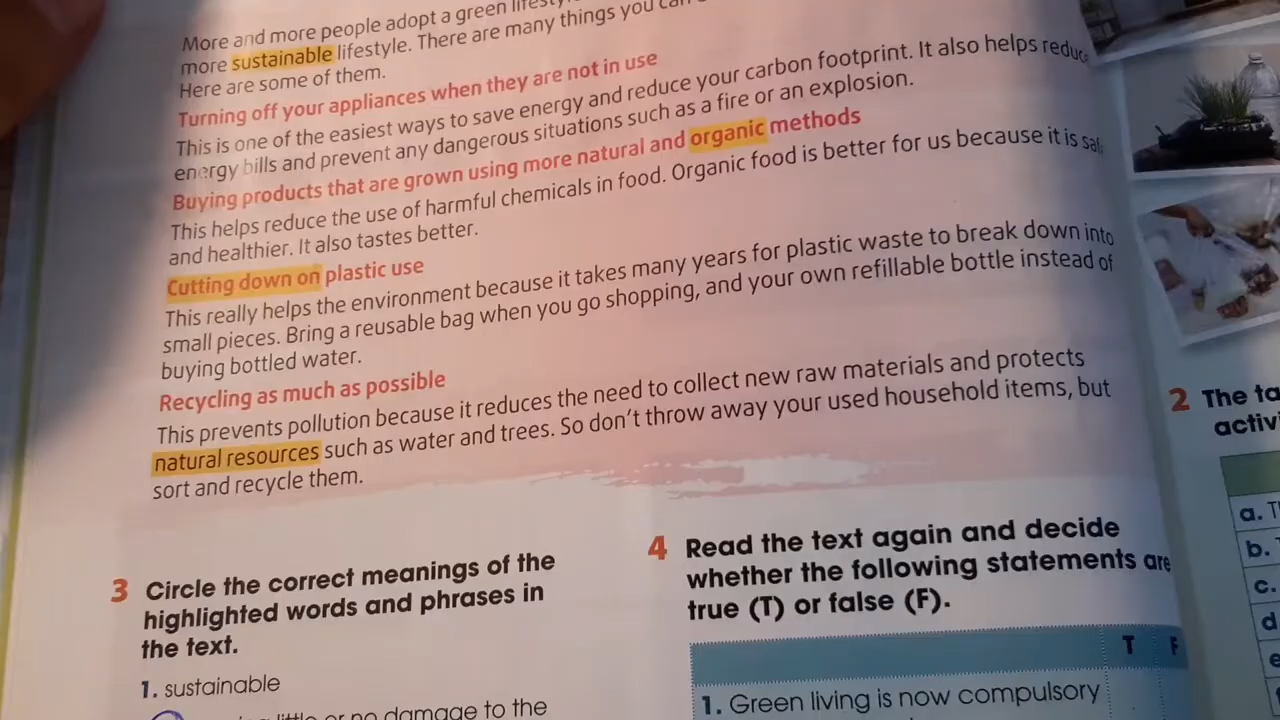 More and more people adopt a green
more sustainable lifestyle. There are many things you can
Here are some of them.
Turning off your appliances when they are not in use
This is one of the easiest ways to save energy and reduce your carbon footprint. It also helps reduce
energy bills and prevent any dangerous situations such as a fire or an explosion.
Buying products that are grown using more natural and organic methods
This helps reduce the use of harmful chemicals in food. Organic food is better for us because it is
and healthier. It also tastes better.
Cutting down on plastic use
This really helps the environment because it takes many years for plastic waste to break down into
small pieces. Bring a reusable bag when you go shopping, and your own refillable bottle instead of
buying bottled water.
Recycling as much as possible
This prevents pollution because it reduces the need to collect new raw materials and protects
natural resources such as water and trees. So don't throw away your used household items, but
sort and recycle them.
3 Circle the correct meanings of the
highlighted words and phrases in
the text.
1. sustainable
little or no damage to the
4 Read the text again and decide
whether the following statements are
true (T) or false (F).
T F
1. Green living is now compulsory
2 The
a.
b.
c.
d
e